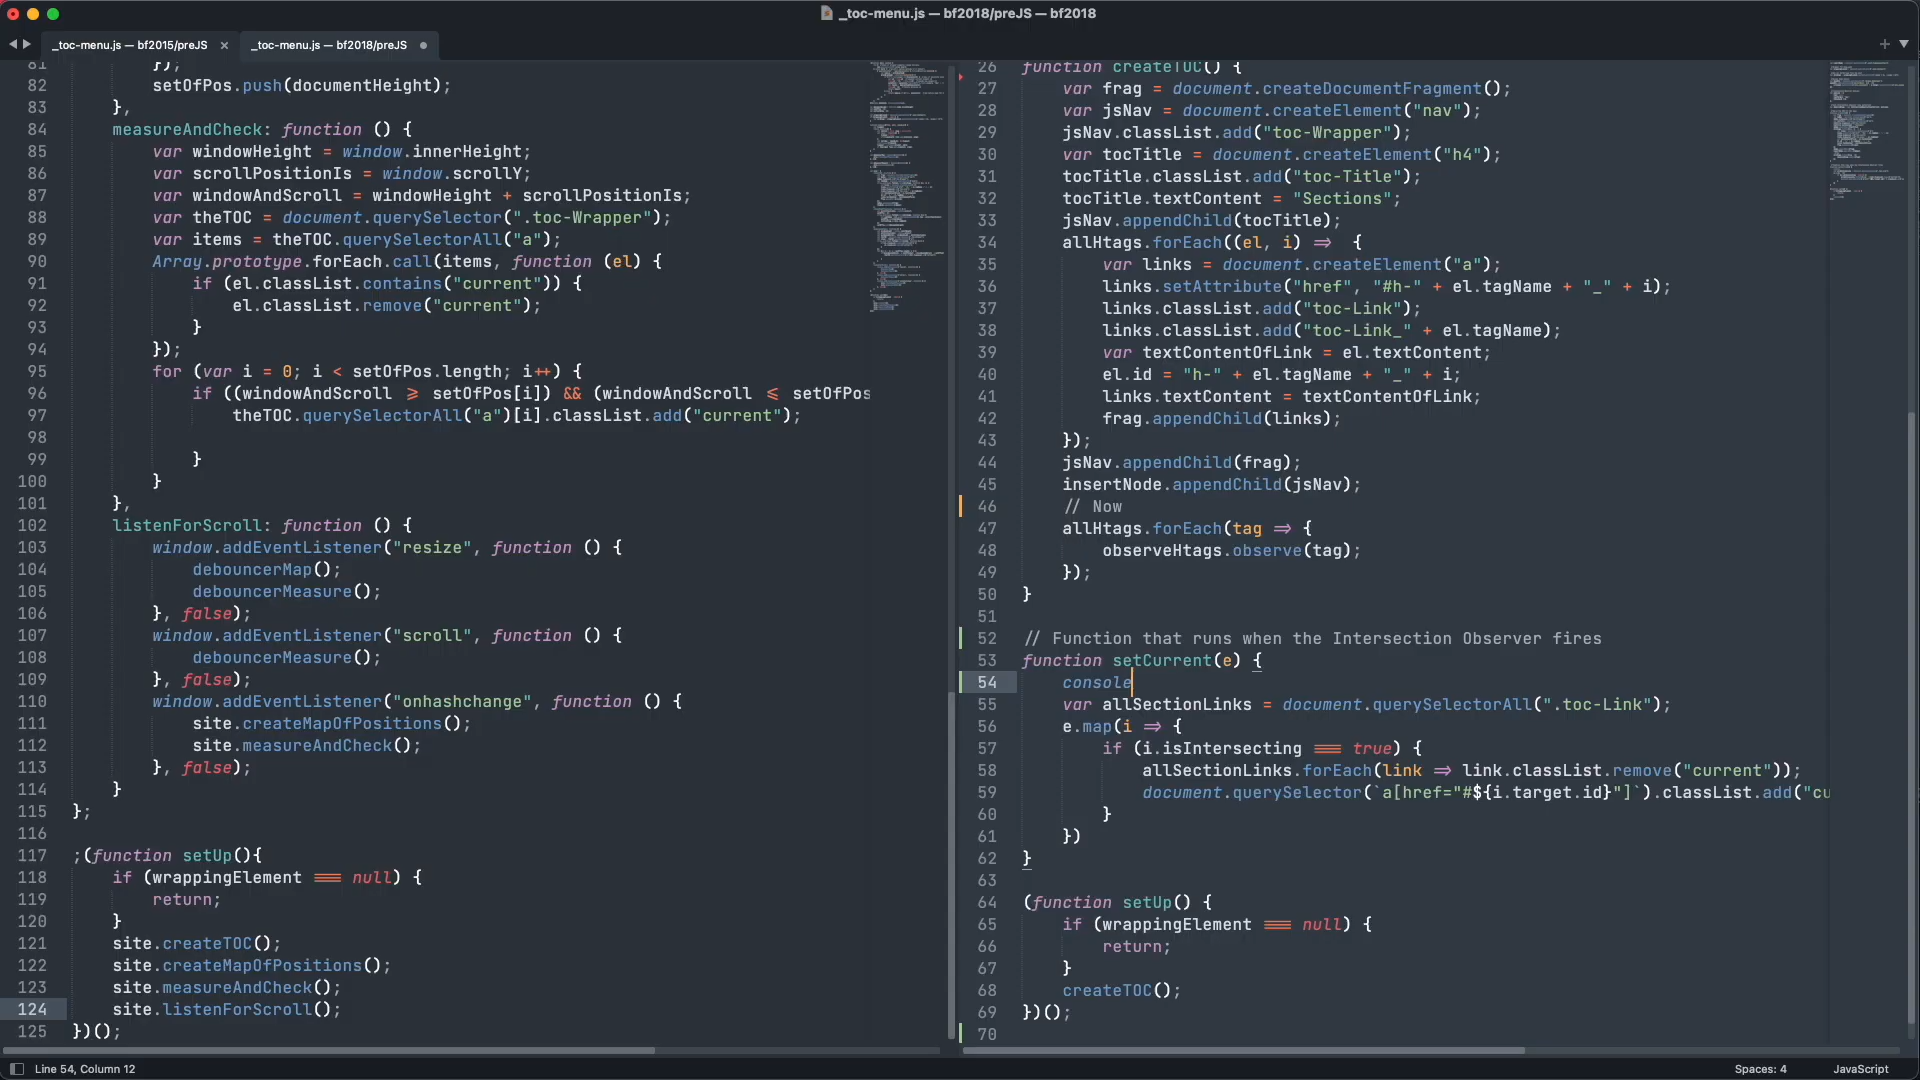 _toc-menu.js — bf2018/preJS — bf2018
_toc-menu.js — bf2015/preJS ×
_toc-menu.js — bf2018/preJS
81 });
82 setOfPos.push(documentHeight);
83 },
84 measureAndCheck: function () {
85 var windowHeight = window.innerHeight;
86 var scrollPositionIs = window.scrollY;
87 var windowAndScroll = windowHeight + scrollPositionIs;
88 var theTOC = document.querySelector(".toc-Wrapper");
89 var items = theTOC.querySelectorAll("a");
90 Array.prototype.forEach.call(items, function (el) {
91 if (el.classList.contains("current")) {
92 el.classList.remove("current");
93 }
94 });
95 for (var i = 0; i < setOfPos.length; i++) {
96 if ((windowAndScroll >= setOfPos[i]) && (windowAndScroll <= setOfPos
97 theTOC.querySelectorAll("a")[i].classList.add("current");
98
99 }
100 }
101 },
102 listenForScroll: function () {
103 window.addEventListener("resize", function () {
104 debouncerMap();
105 debouncerMeasure();
106 }, false);
107 window.addEventListener("scroll", function () {
108 debouncerMeasure();
109 }, false);
110 window.addEventListener("onhashchange", function () {
111 site.createMapOfPositions();
112 site.measureAndCheck();
113 }, false);
114 }
115 };
116
117 ;(function setUp(){
118 if (wrappingElement === null) {
119 return;
120 }
121 site.createTOC();
122 site.createMapOfPositions();
123 site.measureAndCheck();
124 site.listenForScroll();
125 })();
26 function createTOC() {
27 var frag = document.createDocumentFragment();
28 var jsNav = document.createElement("nav");
29 jsNav.classList.add("toc-Wrapper");
30 var tocTitle = document.createElement("h4");
31 tocTitle.classList.add("toc-Title");
32 tocTitle.textContent = "Sections";
33 jsNav.appendChild(tocTitle);
34 allHtags.forEach((el, i) => {
35 var links = document.createElement("a");
36 links.setAttribute("href", "#h-" + el.tagName + "_" + i);
37 links.classList.add("toc-Link");
38 links.classList.add("toc-Link_" + el.tagName);
39 var textContentOfLink = el.textContent;
40 el.id = "h-" + el.tagName + "_" + i;
41 links.textContent = textContentOfLink;
42 frag.appendChild(links);
43 });
44 jsNav.appendChild(frag);
45 insertNode.appendChild(jsNav);
46 // Now
47 allHtags.forEach(tag => {
48 observeHtags.observe(tag);
49 });
50 }
51
52 // Function that runs when the Intersection Observer fires
53 function setCurrent(e) {
54 console
55 var allSectionLinks = document.querySelectorAll(".toc-Link");
56 e.map(i => {
57 if (i.isIntersecting === true) {
58 allSectionLinks.forEach(link => link.classList.remove("current"));
59 document.querySelector(`a[href="#${i.target.id}"]`).classList.add("cu
60 }
61 })
62 }
63
64 (function setUp() {
65 if (wrappingElement === null) {
66 return;
67 }
68 createTOC();
69 })();
70
Line 54, Column 12
Spaces: 4
JavaScript